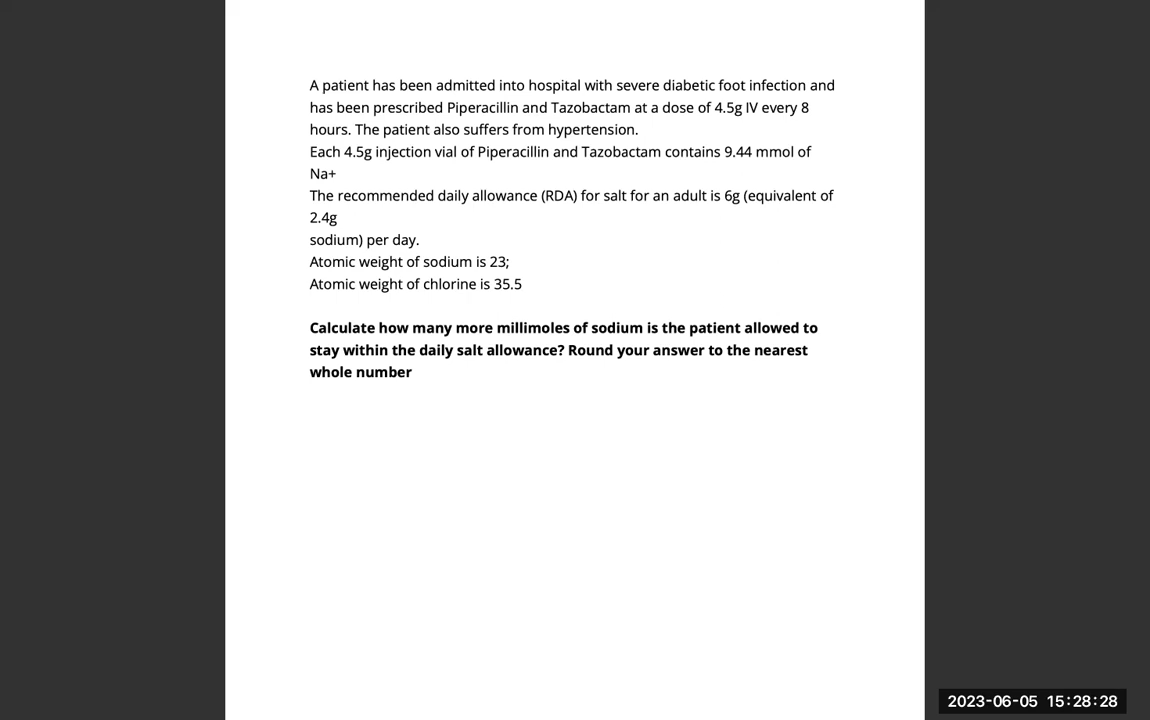 A patient has been admitted into hospital with severe diabetic foot infection and
has been prescribed Piperacillin and Tazobactam at a dose of 4.5g IV every 8
hours. The patient also suffers from hypertension.
Each 4.5g injection vial of Piperacillin and Tazobactam contains 9.44 mmol of
Na+
The recommended daily allowance (RDA) for salt for an adult is 6g (equivalent of
2.4g
sodium) per day.
Atomic weight of sodium is 23;
Atomic weight of chlorine is 35.5
Calculate how many more millimoles of sodium is the patient allowed to
stay within the daily salt allowance? Round your answer to the nearest
whole number
2023-06-05 15:28:28